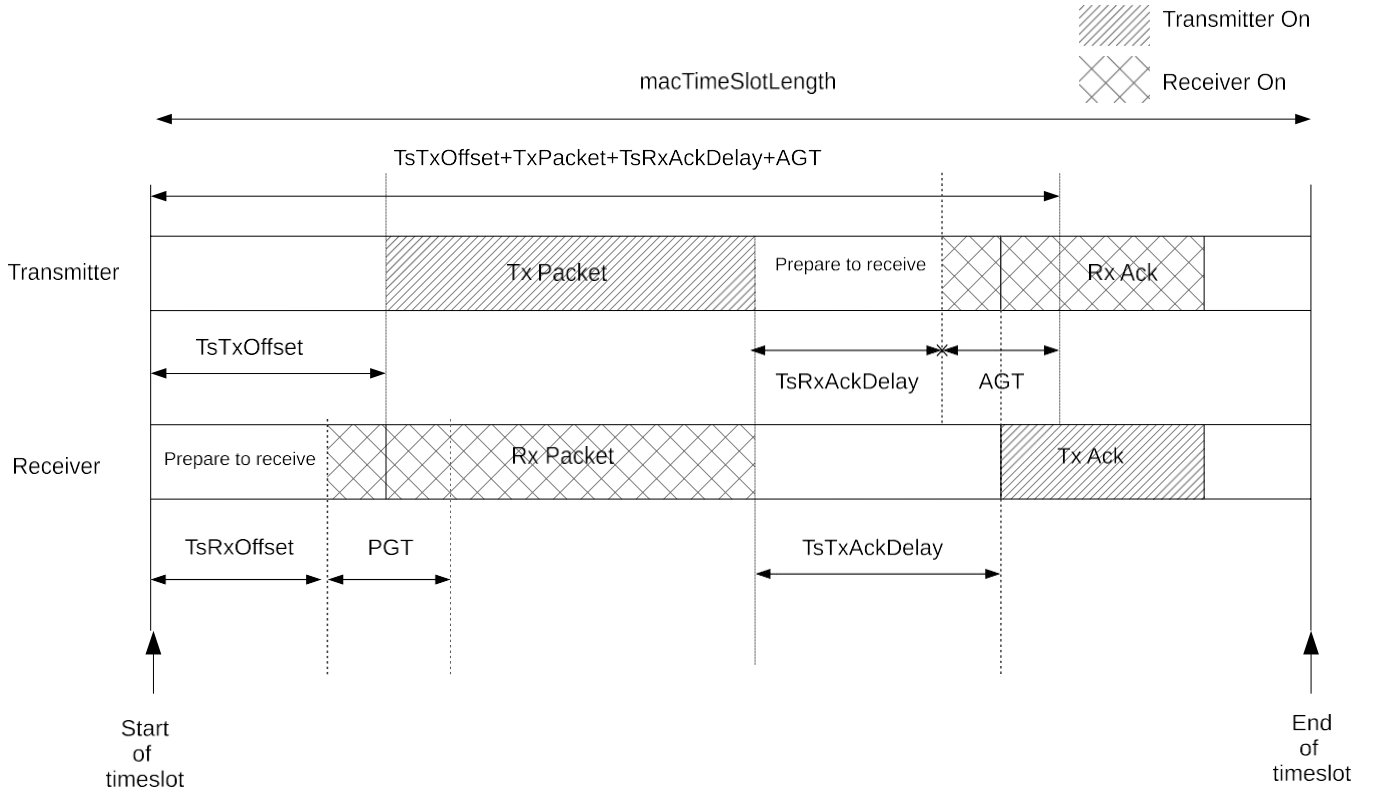 Transmitter On
Receiver On
macTimeSlotLength
TsTxOffset+TxPacket+TsRxAckDelay+AGT
Transmitter
Tx Packet
Prepare to receive
Rx Ack
TsTxOffset
TsRxAckDelay
AGT
Receiver
Prepare to receive
Rx Packet
Tx Ack
TsRxOffset
PGT
TsTxAckDelay
Start
of
timeslot
End
of
timeslot